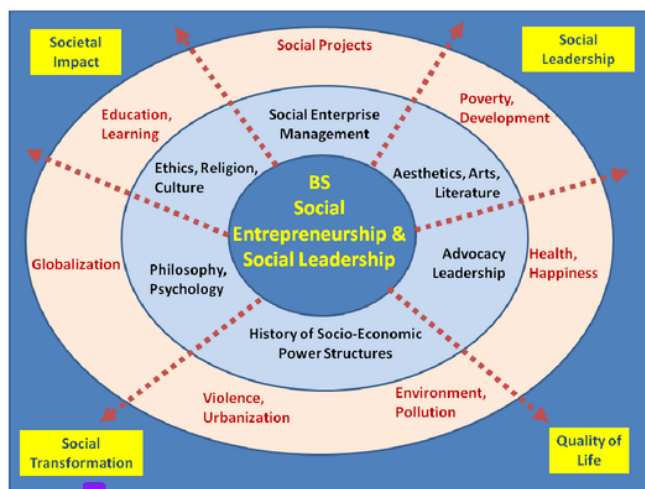 Societal
Impact
Social Projects
Social
Leadership
Education,
Learning
Social Enterprise
Management
Poverty,
Development
Ethics, Religion,
Culture
Aesthetics, Arts,
Literature
BS
Social
Entrepreneurship &
Social Leadership
Globalization
Philosophy,
Psychology
Advocacy
Leadership
Health,
Happiness
History of Socio-Economic
Power Structures
Violence,
Urbanization
Environment,
Pollution
Social
Transformation
Quality of
Life